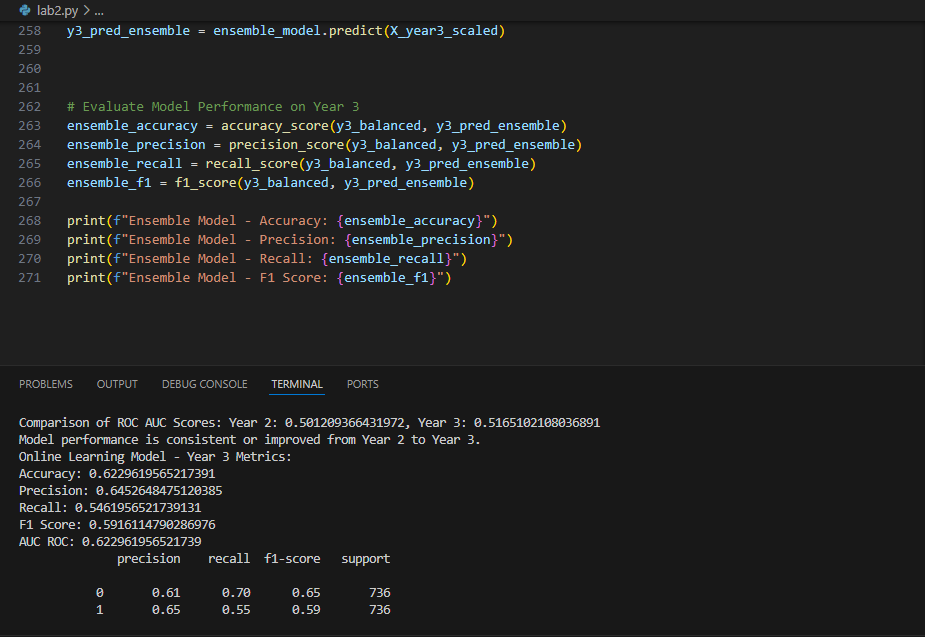 lab2.py > ...
258 y3_pred_ensemble = ensemble_model.predict(X_year3_scaled)
259
260
261
262 # Evaluate Model Performance on Year 3
263 ensemble_accuracy = accuracy_score(y3_balanced, y3_pred_ensemble)
264 ensemble_precision = precision_score(y3_balanced, y3_pred_ensemble)
265 ensemble_recall = recall_score(y3_balanced, y3_pred_ensemble)
266 ensemble_f1 = f1_score(y3_balanced, y3_pred_ensemble)
267
268 print(f"Ensemble Model - Accuracy: {ensemble_accuracy}")
269 print(f"Ensemble Model - Precision: {ensemble_precision}")
270 print(f"Ensemble Model - Recall: {ensemble_recall}")
271 print(f"Ensemble Model - F1 Score: {ensemble_f1}")
PROBLEMS OUTPUT DEBUG CONSOLE TERMINAL PORTS
Comparison of ROC AUC Scores: Year 2: 0.501209366431972, Year 3: 0.5165102108036891
Model performance is consistent or improved from Year 2 to Year 3.
Online Learning Model - Year 3 Metrics:
Accuracy: 0.6229619565217391
Precision: 0.6452648475120385
Recall: 0.5461956521739131
F1 Score: 0.5916114790286976
AUC ROC: 0.622961956521739
precision recall f1-score support
0 0.61 0.70 0.65 736
1 0.65 0.55 0.59 736